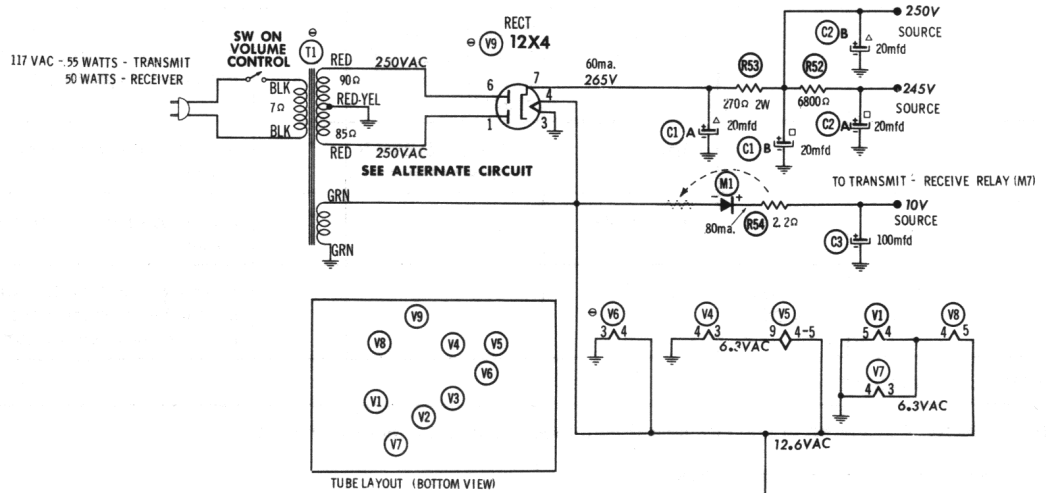 RECT
⊖ V9 12X4
250V
SOURCE
C2 B
20mfd
SW ON
VOLUME
CONTROL
⊖
T1
117 VAC - .55 WATTS - TRANSMIT
50 WATTS - RECEIVER
BLK
7Ω
BLK
RED
250VAC
90Ω
RED-YEL
85Ω
RED
250VAC
6
7
4
1
3
60ma.
265V
R53
270Ω 2W
R52
6800Ω
245V
SOURCE
C1 A
20mfd
C1 B
20mfd
C2 A
20mfd
SEE ALTERNATE CIRCUIT
TO TRANSMIT - RECEIVE RELAY (M7)
GRN
GRN
M1
- +
80ma.
R54
2.2Ω
10V
SOURCE
C3
100mfd
⊖ V6
3 4
V4
4 3
6.3VAC
V5
9 4-5
V1
5 4
V8
4 5
V7
4 3
6.3VAC
12.6VAC
V9
V8
V4
V5
V6
V1
V2
V3
V7
TUBE LAYOUT (BOTTOM VIEW)